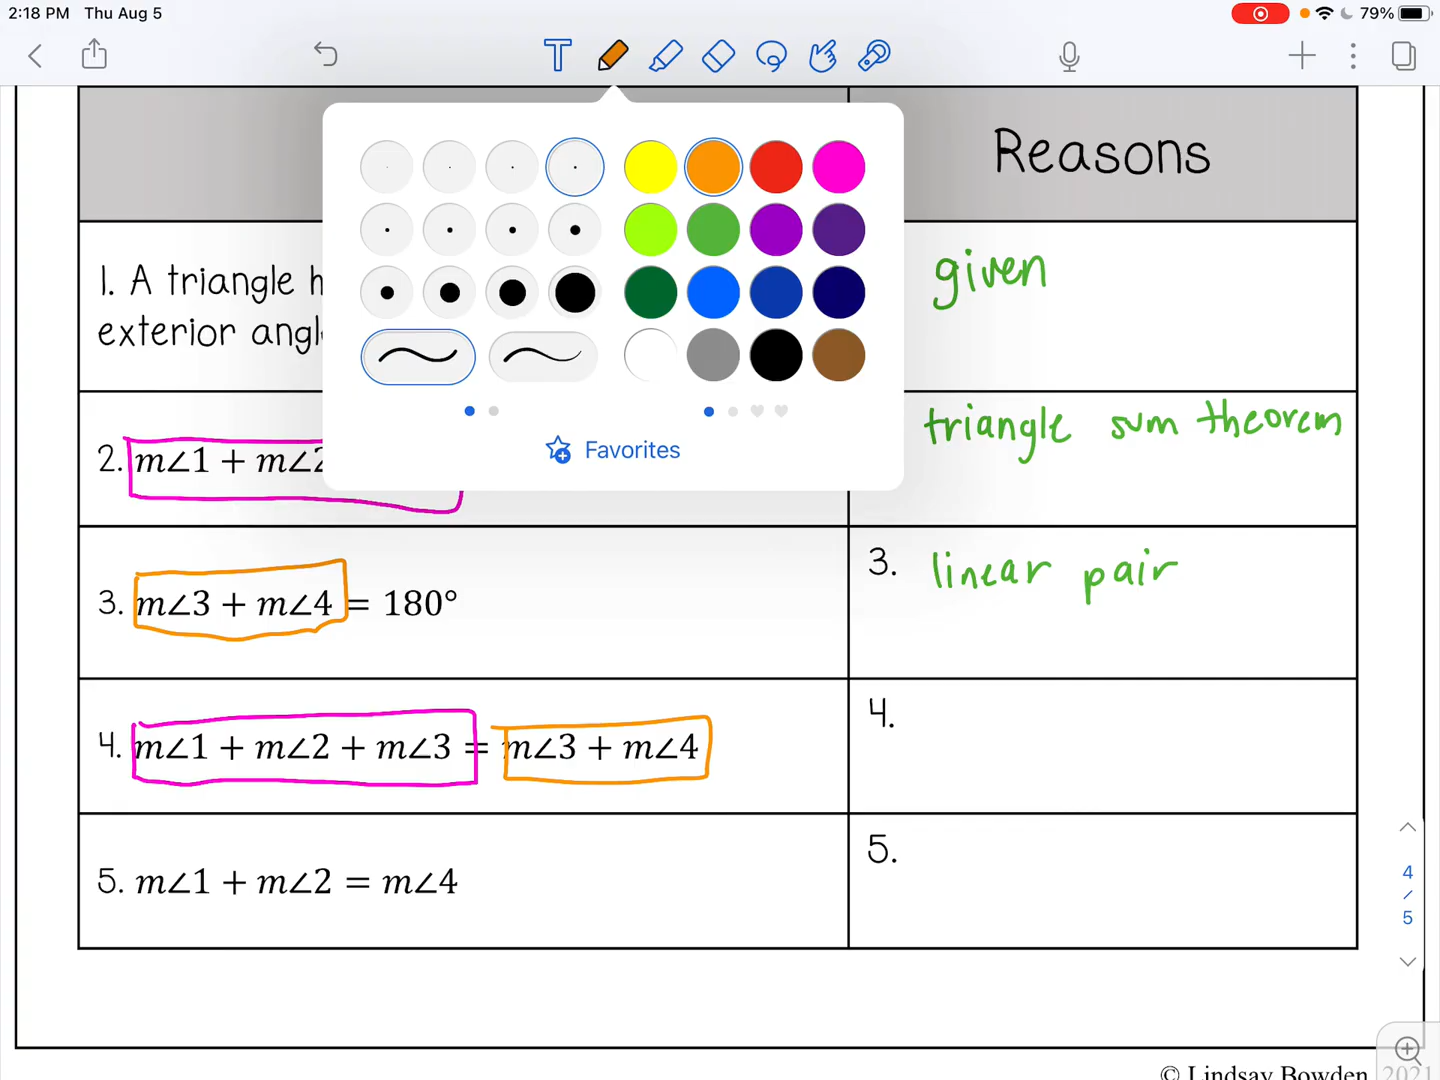 2:18 PM Thu Aug 5
79%
T
Reasons
1. A triangle h
exterior angl
given
2. m∠1 + m∠2
triangle sum theorem
Favorites
3. m∠3 + m∠4 = 180°
3. linear pair
4. m∠1 + m∠2 + m∠3 = m∠3 + m∠4
4.
5. m∠1 + m∠2 = m∠4
5.
4
/
5
© Lindsay Bowden 2021